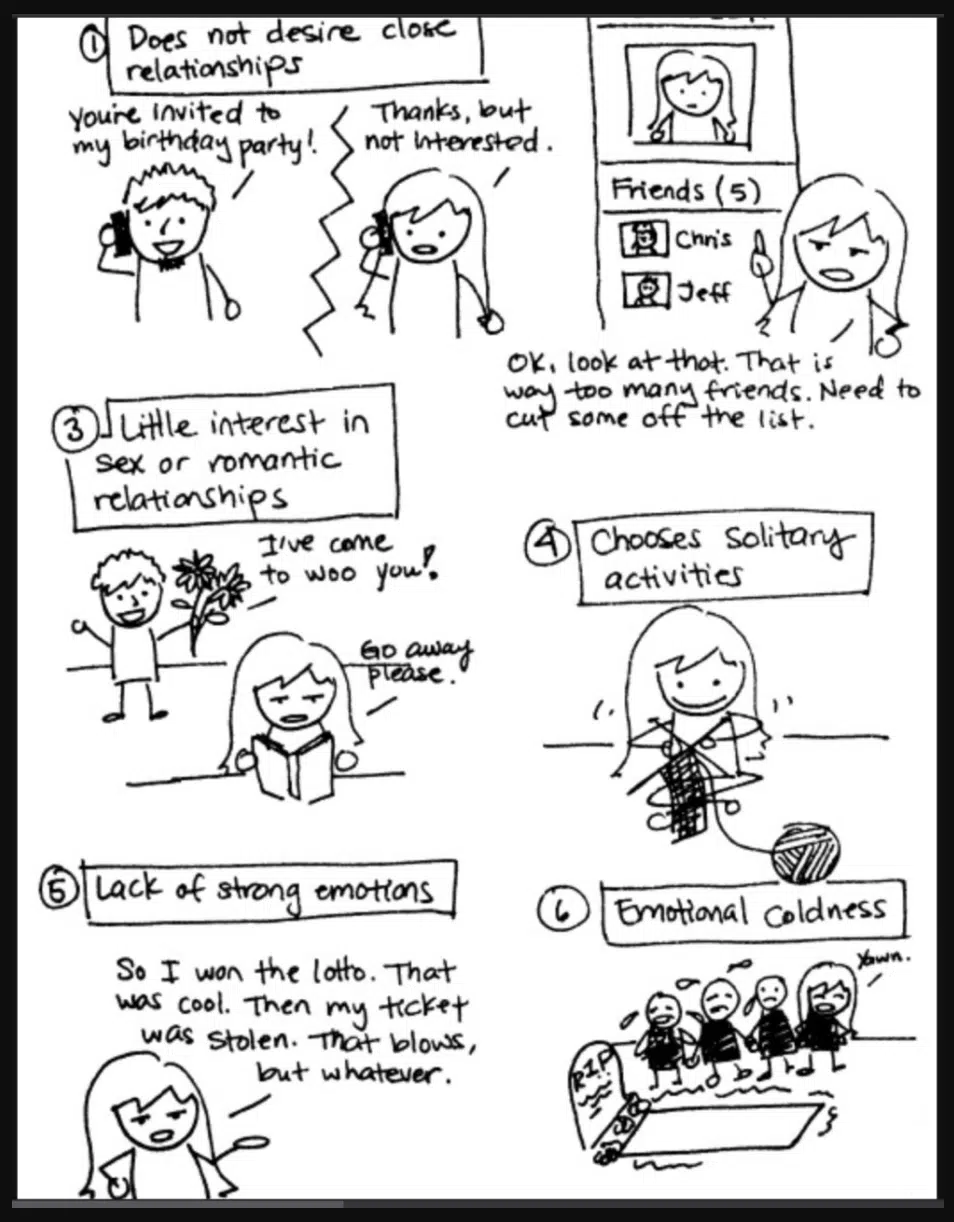 ① Does not desire close
relationships
You're invited to
my birthday party!
Thanks, but
not interested.
Friends (5)
Chris
Jeff
OK, look at that. That is
way too many friends. Need to
cut some off the list.
③ Little interest in
sex or romantic
relationships
I've come
to woo you!
Go away
please.
④ Chooses solitary
activities
⑤ Lack of strong emotions
So I won the lotto. That
was cool. Then my ticket
was stolen. That blows,
but whatever.
⑥ Emotional coldness
Yawn.
R.I.P